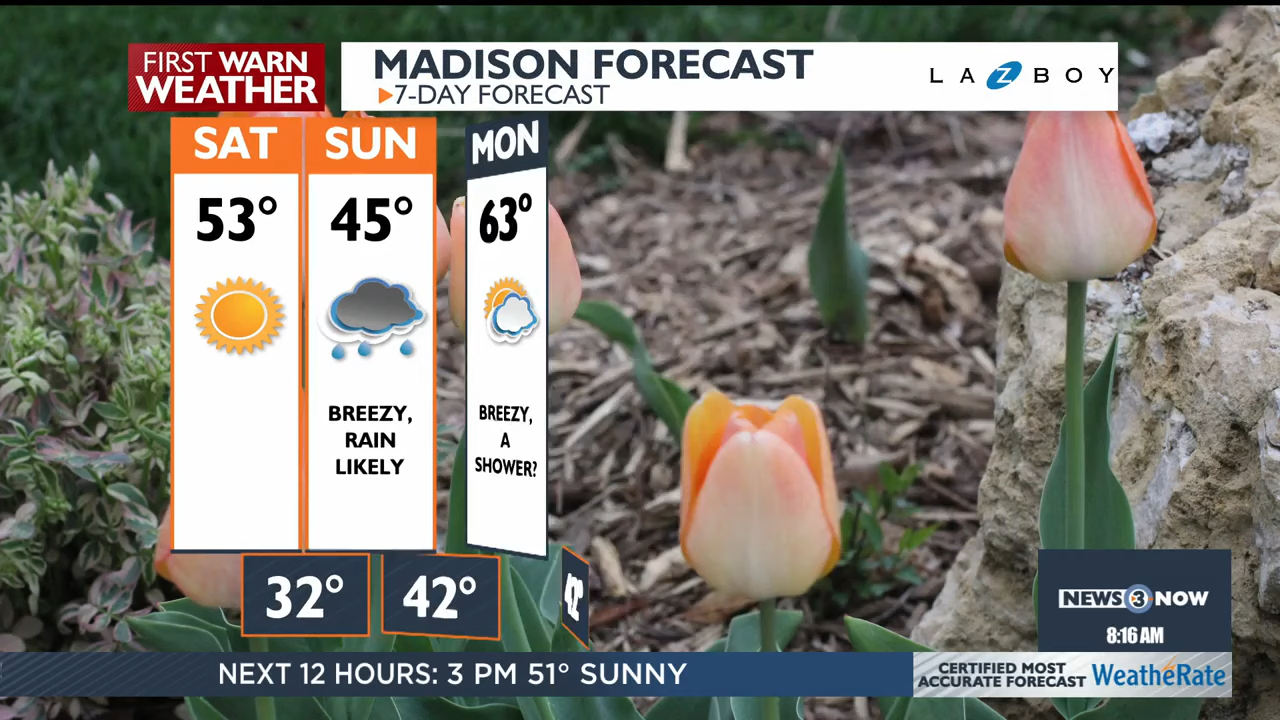 FIRST WARN
WEATHER
MADISON FORECAST
7-DAY FORECAST
LA Z BOY
SAT
SUN
MON
53°
45°
63°
BREEZY,
RAIN
LIKELY
BREEZY,
A
SHOWER?
32°
42°
42°
NEWS 3 NOW
8:16 AM
NEXT 12 HOURS: 3 PM 51° SUNNY
CERTIFIED MOST
ACCURATE FORECAST
WeatheRate